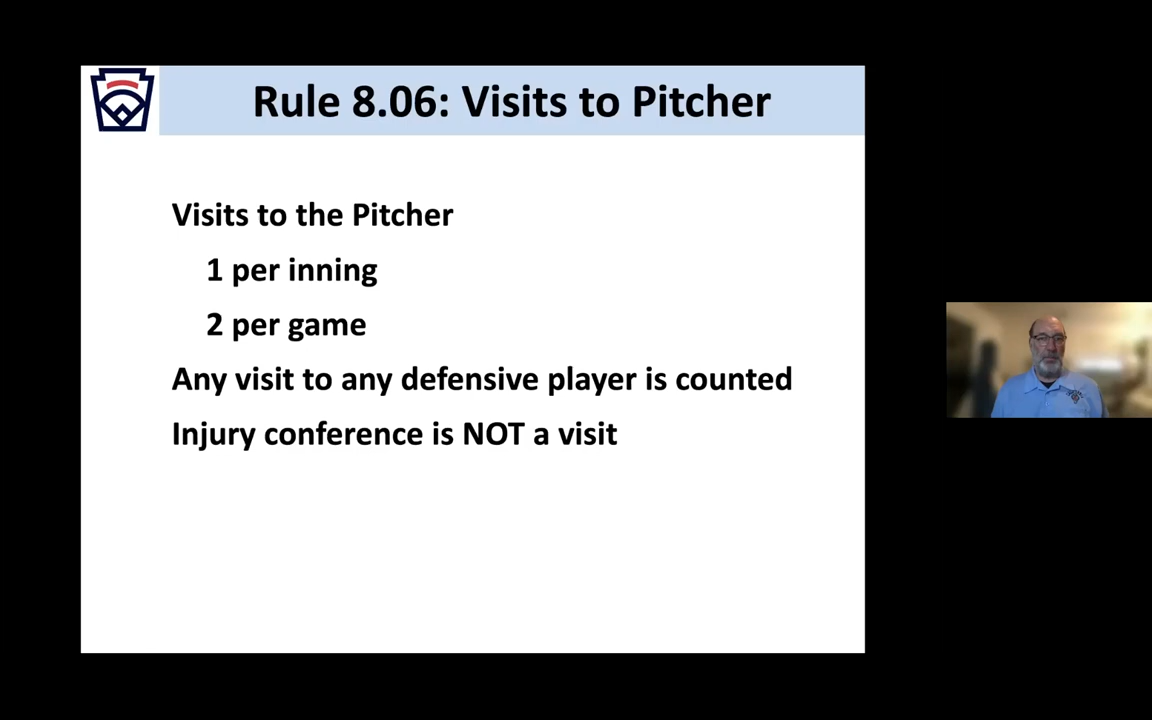 Rule 8.06: Visits to Pitcher
Visits to the Pitcher
1 per inning
2 per game
Any visit to any defensive player is counted
Injury conference is NOT a visit